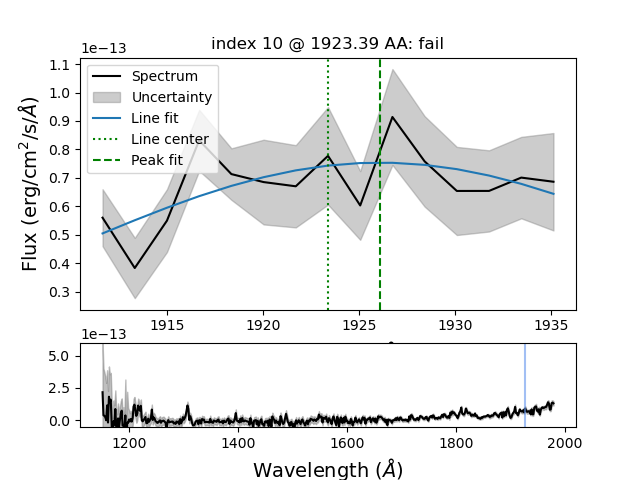 index 10 @ 1923.39 AA: fail
1e−13
Spectrum
Uncertainty
Line fit
Line center
Peak fit
1.1
1.0
0.9
0.8
0.7
0.6
0.5
0.4
0.3
Flux (erg/cm²/s/Å)
1915 1920 1925 1930 1935
1e−13
5.0
2.5
0.0
1200 1400 1600 1800 2000
Wavelength (Å)